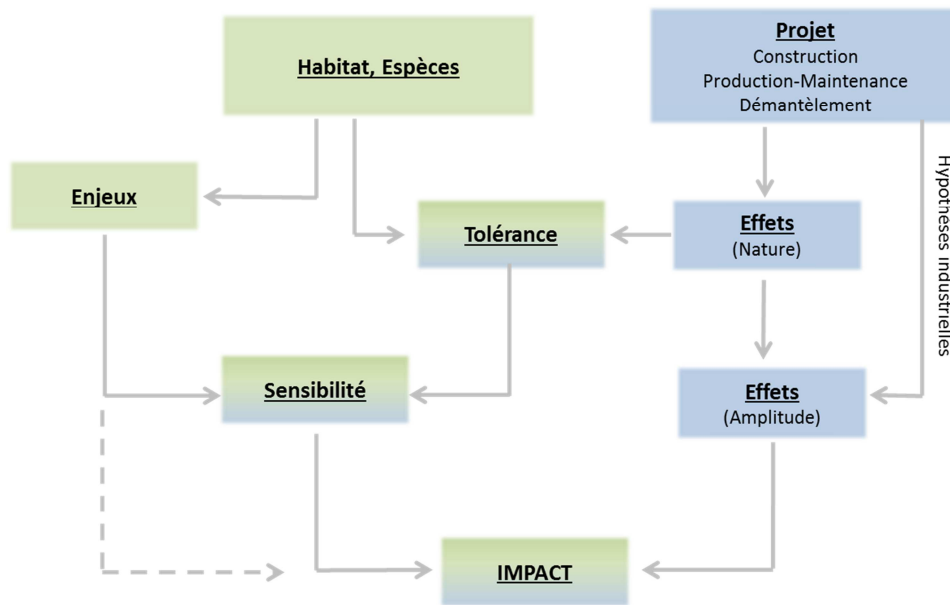 Habitat, Espèces
Projet
Construction
Production-Maintenance
Démantèlement
Hypothèses industrielles
Enjeux
Tolérance
Effets
(Nature)
Sensibilité
Effets
(Amplitude)
IMPACT